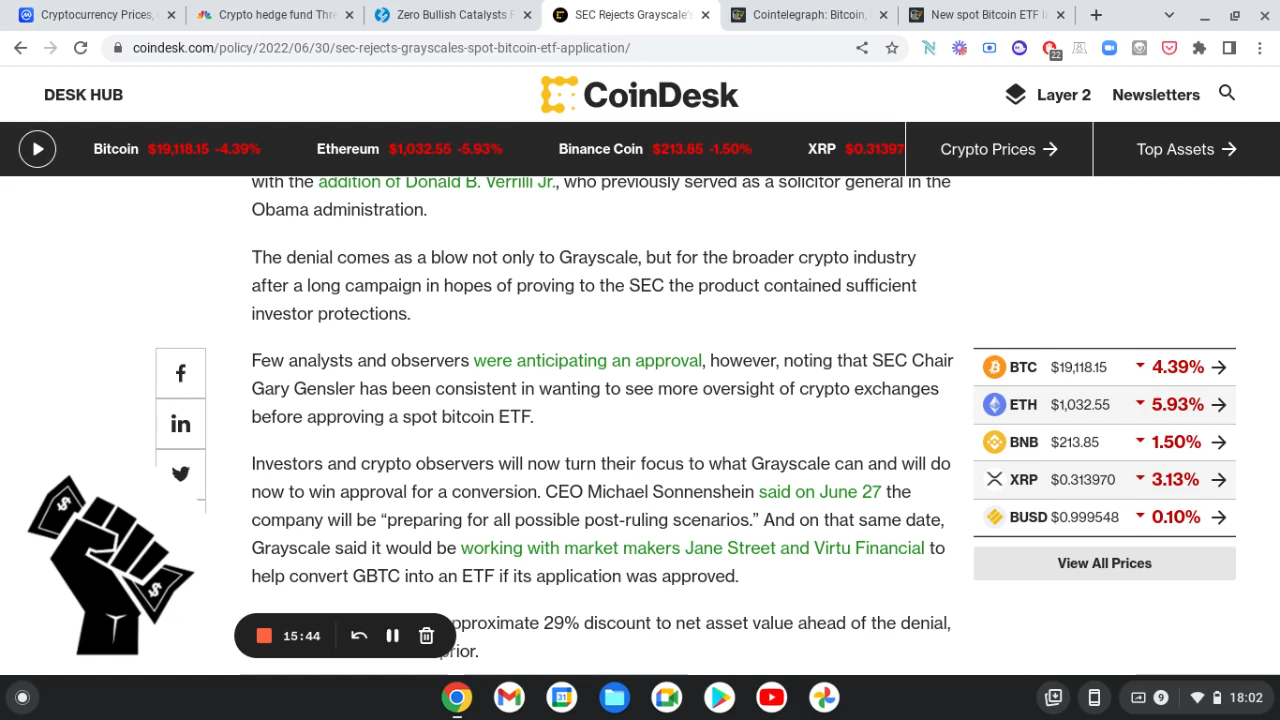 Cryptocurrency Prices, C
Crypto hedge fund Thre
Zero Bullish Catalysts F
SEC Rejects Grayscale's
Cointelegraph: Bitcoin,
New spot Bitcoin ETF la
coindesk.com/policy/2022/06/30/sec-rejects-grayscales-spot-bitcoin-etf-application/
22
DESK HUB
CoinDesk
Layer 2
Newsletters
Bitcoin $19,118.15 -4.39%
Ethereum $1,032.55 -5.93%
Binance Coin $213.85 -1.50%
XRP $0.31397
Crypto Prices
Top Assets
with the addition of Donald B. Verrilli Jr., who previously served as a solicitor general in the
Obama administration.
The denial comes as a blow not only to Grayscale, but for the broader crypto industry
after a long campaign in hopes of proving to the SEC the product contained sufficient
investor protections.
Few analysts and observers were anticipating an approval, however, noting that SEC Chair
Gary Gensler has been consistent in wanting to see more oversight of crypto exchanges
before approving a spot bitcoin ETF.
Investors and crypto observers will now turn their focus to what Grayscale can and will do
now to win approval for a conversion. CEO Michael Sonnenshein said on June 27 the
company will be “preparing for all possible post-ruling scenarios.” And on that same date,
Grayscale said it would be working with market makers Jane Street and Virtu Financial to
help convert GBTC into an ETF if its application was approved.
pproximate 29% discount to net asset value ahead of the denial,
prior.
BTC $19,118.15 4.39%
ETH $1,032.55 5.93%
BNB $213.85 1.50%
XRP $0.313970 3.13%
BUSD $0.999548 0.10%
View All Prices
$
$
15:44
31
9
18:02